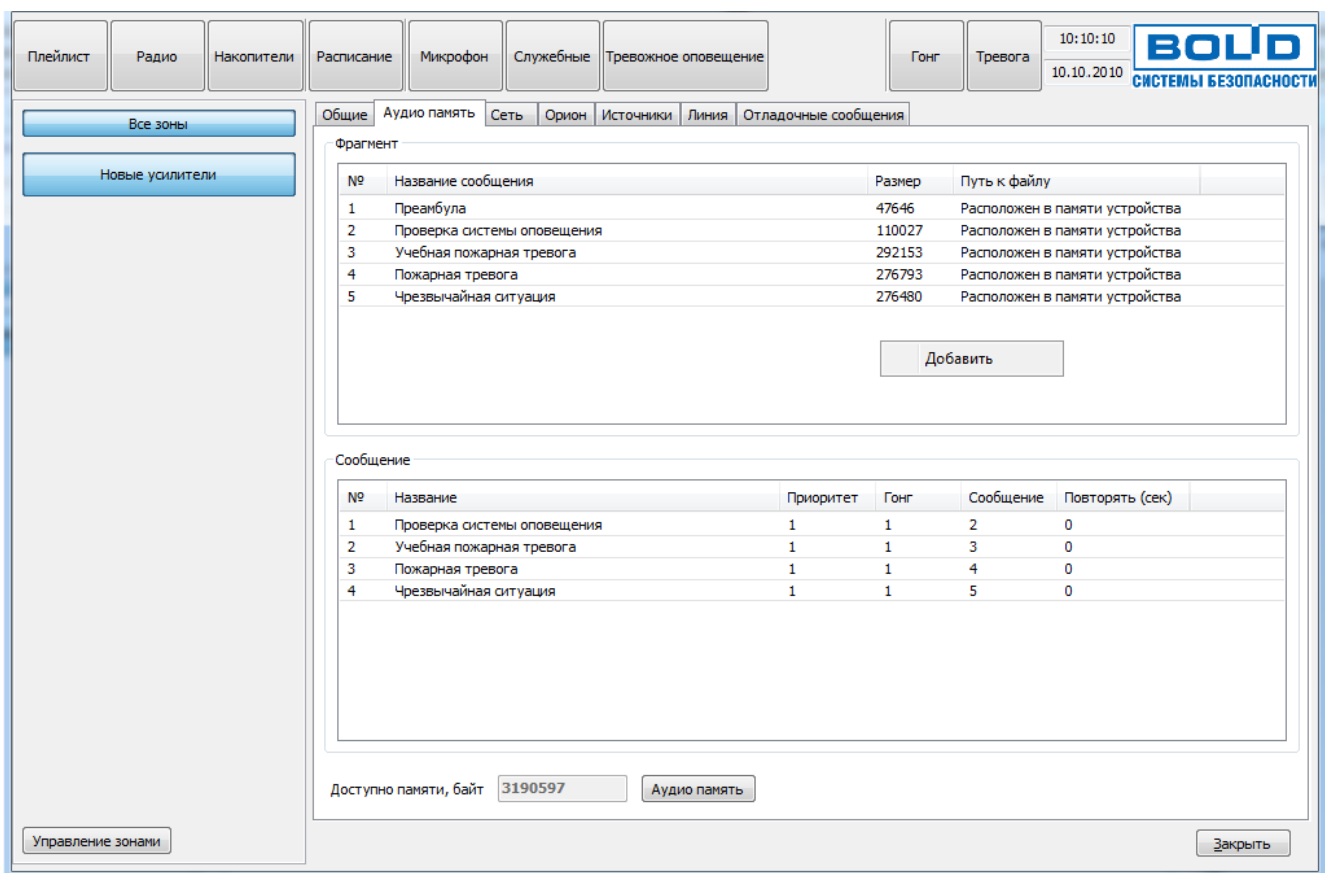 Плейлист Радио Накопители Расписание Микрофон Служебные Тревожное оповещение Гонг Тревога 10:10:10
10.10.2010
BOLID
СИСТЕМЫ БЕЗОПАСНОСТИ
Все зоны
Новые усилители
Общие Аудио память Сеть Орион Источники Линия Отладочные сообщения
Фрагмент
№ Название сообщения Размер Путь к файлу
1 Преамбула 47646 Расположен в памяти устройства
2 Проверка системы оповещения 110027 Расположен в памяти устройства
3 Учебная пожарная тревога 292153 Расположен в памяти устройства
4 Пожарная тревога 276793 Расположен в памяти устройства
5 Чрезвычайная ситуация 276480 Расположен в памяти устройства
Добавить
Сообщение
№ Название Приоритет Гонг Сообщение Повторять (сек)
1 Проверка системы оповещения 1 1 2 0
2 Учебная пожарная тревога 1 1 3 0
3 Пожарная тревога 1 1 4 0
4 Чрезвычайная ситуация 1 1 5 0
Доступно памяти, байт 3190597 Аудио память
Управление зонами
Закрыть